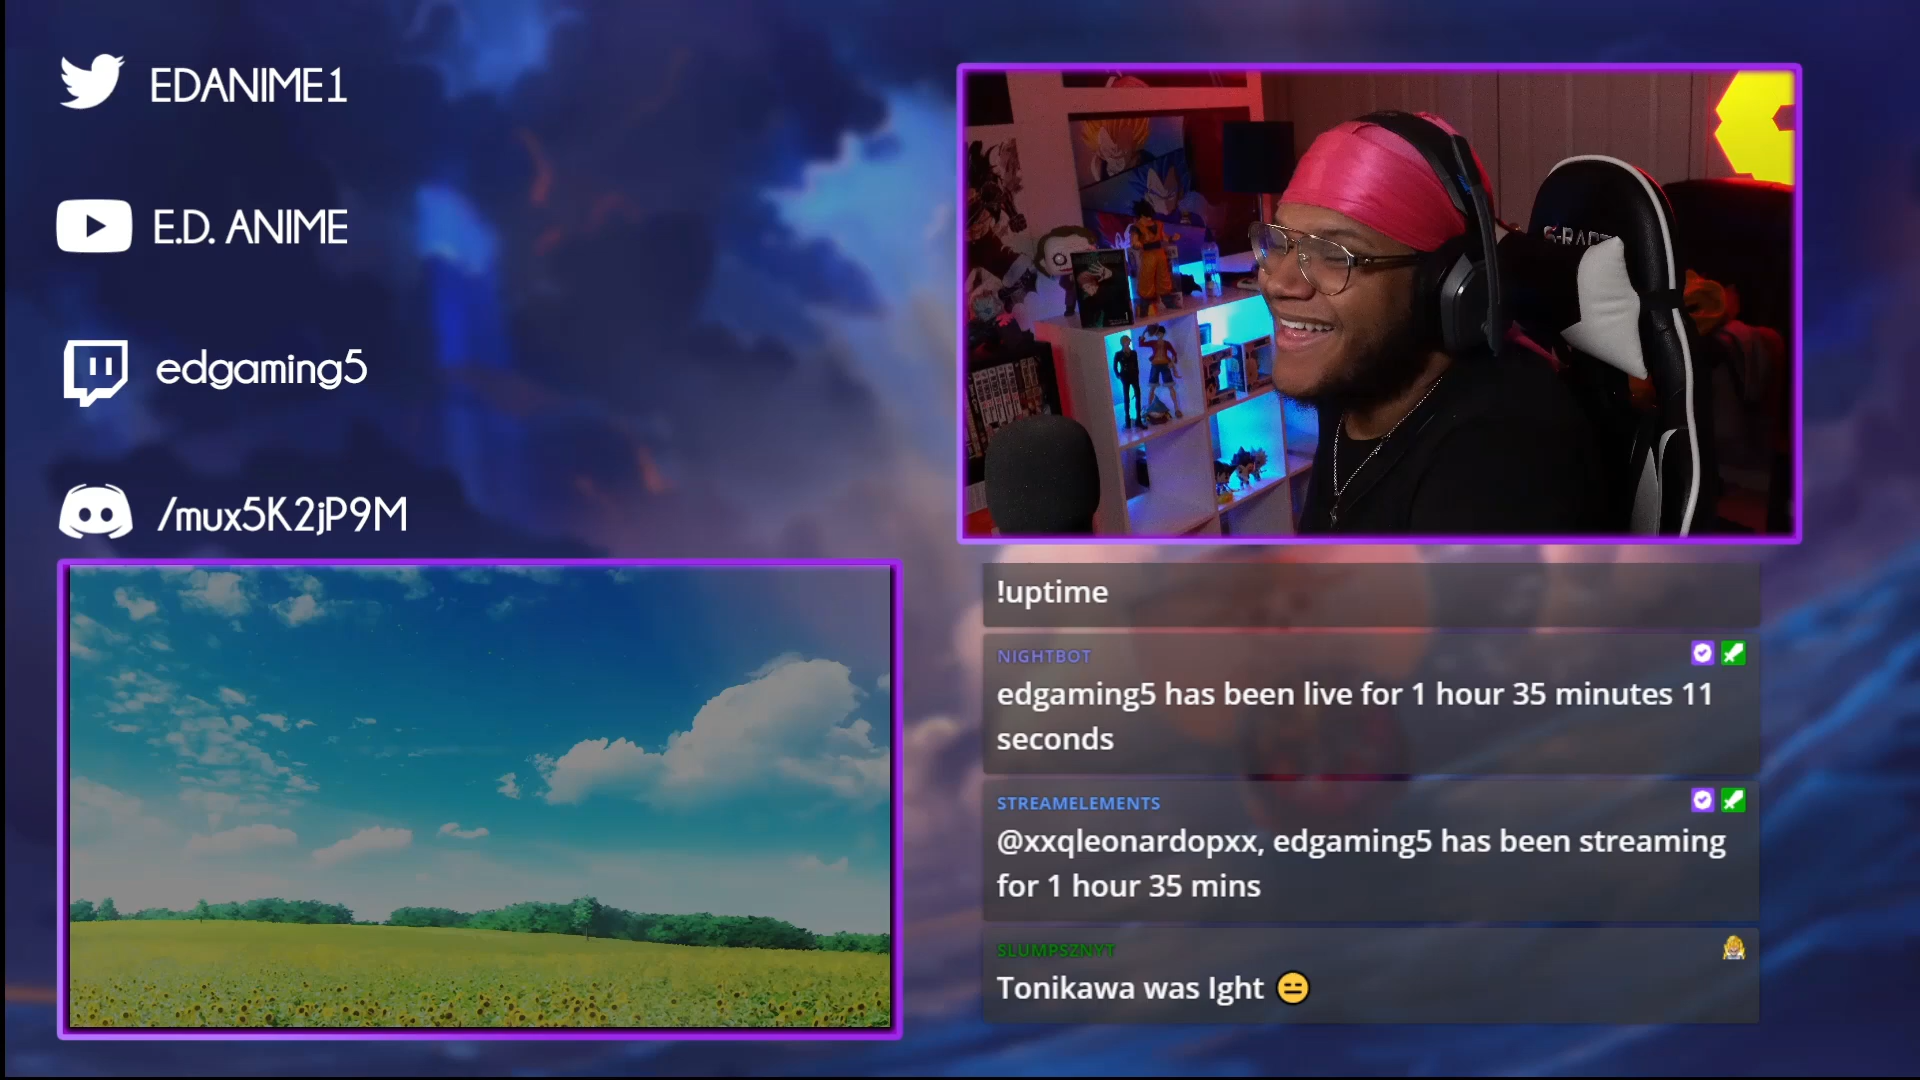 EDANIME1
E.D. ANIME
edgaming5
/mux5K2jP9M
!uptime
NIGHTBOT
edgaming5 has been live for 1 hour 35 minutes 11
seconds
STREAMELEMENTS
@xxqleonardopxx, edgaming5 has been streaming
for 1 hour 35 mins
SLUMPSZNYT
Tonikawa was Ight 😑